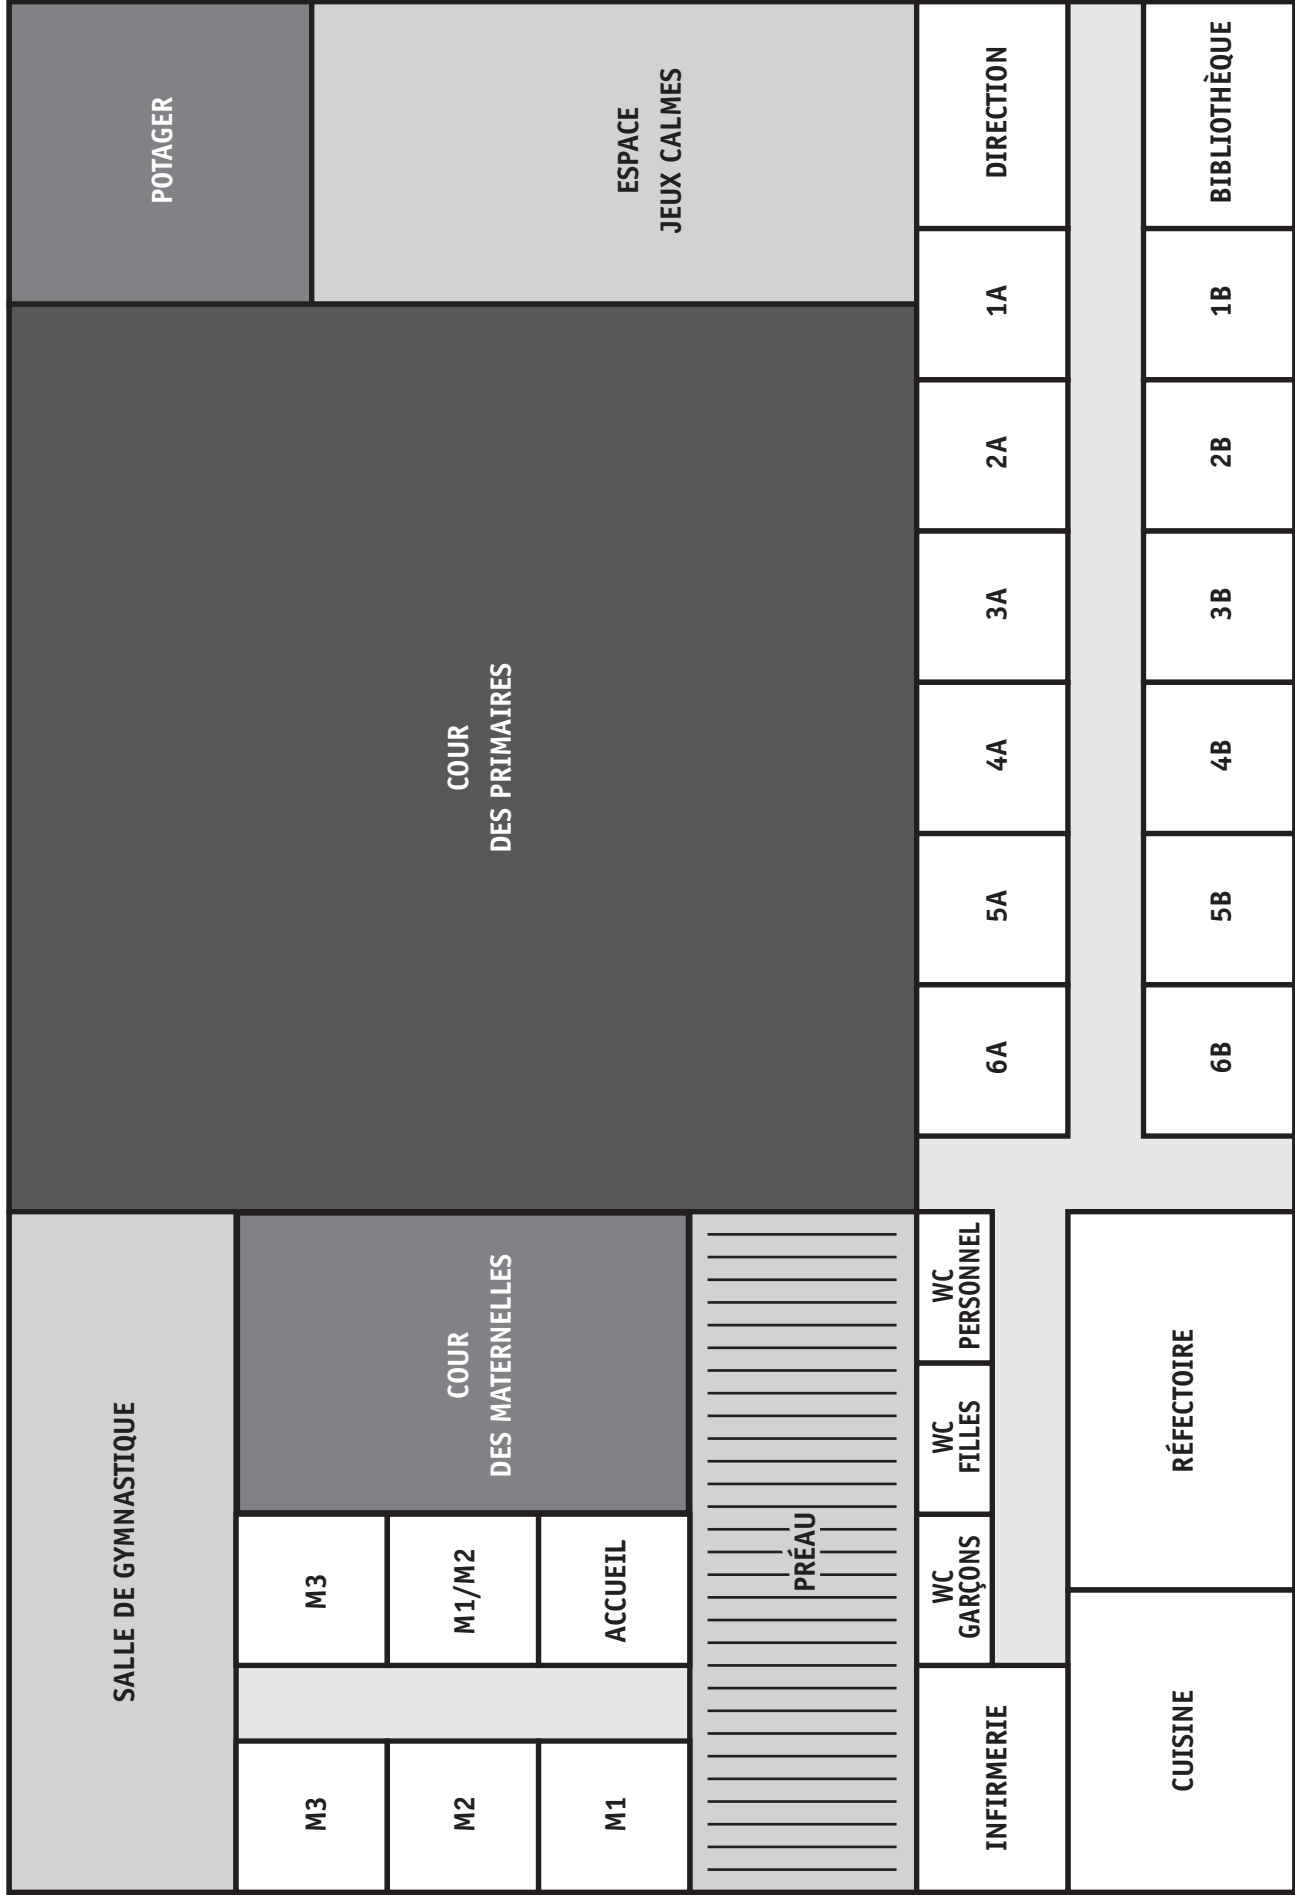 SALLE DE GYMNASTIQUE
POTAGER
M3
M3
M2
M1/M2
COUR
DES MATERNELLES
COUR
DES PRIMAIRES
M1
ACCUEIL
ESPACE
JEUX CALMES
PRÉAU
INFIRMERIE
WC
GARÇONS
WC
FILLES
WC
PERSONNEL
6A
5A
4A
3A
2A
1A
DIRECTION
CUISINE
RÉFECTOIRE
6B
5B
4B
3B
2B
1B
BIBLIOTHÈQUE